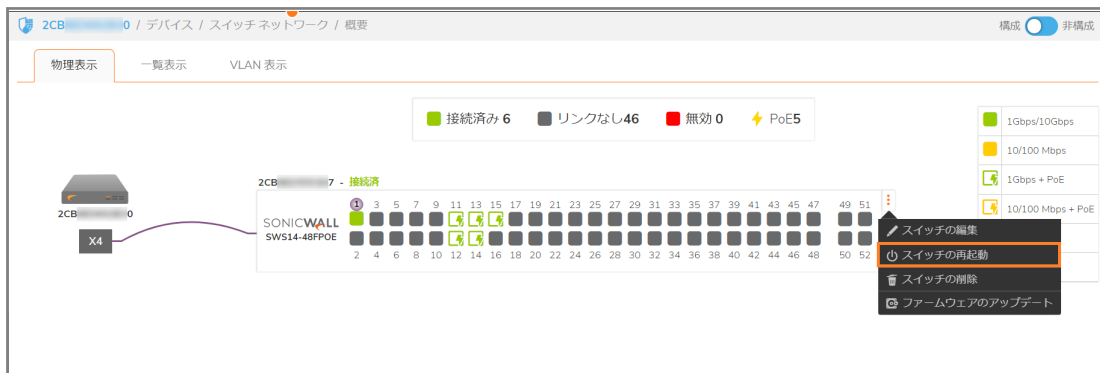 2CB 0 / デバイス / スイッチ ネットワーク / 概要
構成 非構成
物理表示 一覧表示 VLAN 表示
接続済み 6 リンクなし46 無効 0 PoE5
1Gbps/10Gbps
10/100 Mbps
1Gbps + PoE
10/100 Mbps + PoE
2CB 7 - 接続済
1 3 5 7 9 11 13 15 17 19 21 23 25 27 29 31 33 35 37 39 41 43 45 47 49 51
SONICWALL
SWS14-48FPOE
2 4 6 8 10 12 14 16 18 20 22 24 26 28 30 32 34 36 38 40 42 44 46 48 50 52
2CB 0
X4
スイッチの編集
スイッチの再起動
スイッチの削除
ファームウェアのアップデート